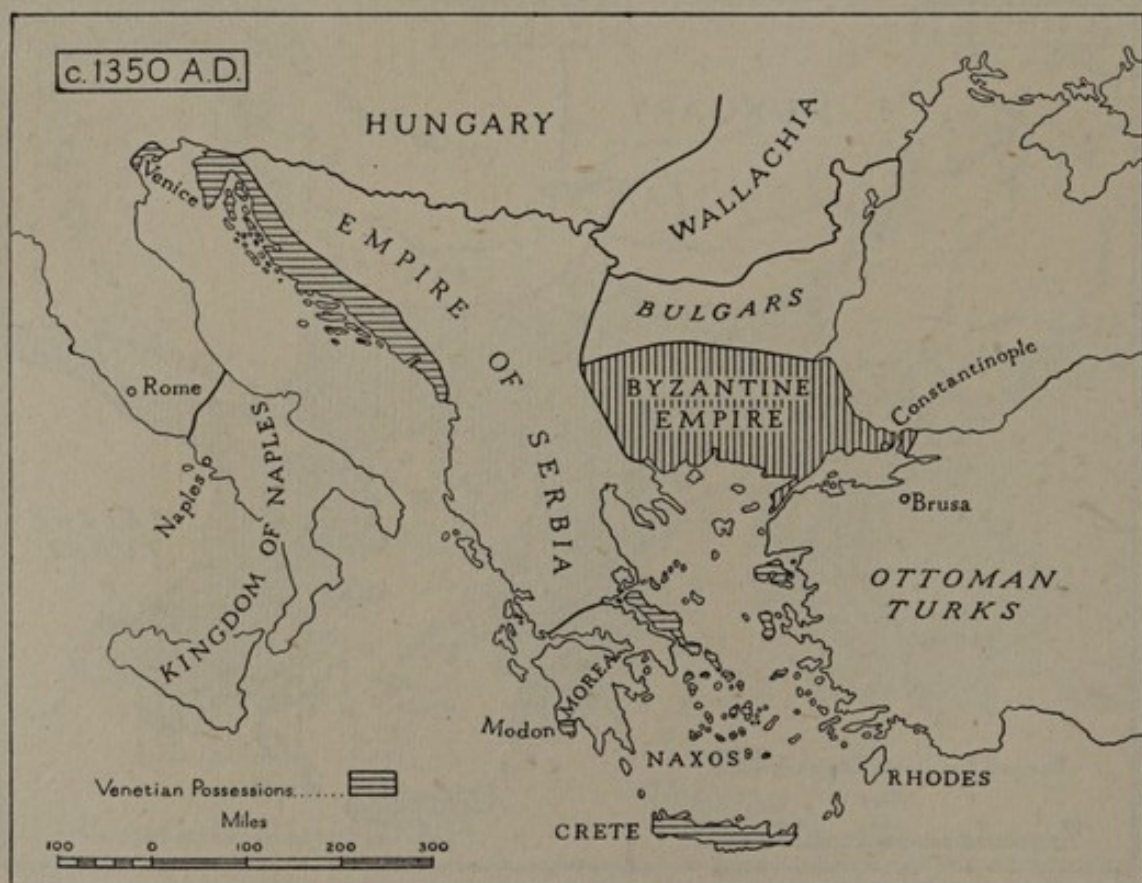 c. 1350 A.D.
HUNGARY
WALLACHIA
Venice
EMPIRE OF SERBIA
BULGARS
BYZANTINE
EMPIRE
Constantinople
Rome
Naples
KINGDOM OF NAPLES
Brusa
OTTOMAN
TURKS
MOREA
Modon
NAXOS
RHODES
CRETE
Venetian Possessions.......
Miles
100 0 100 200 300